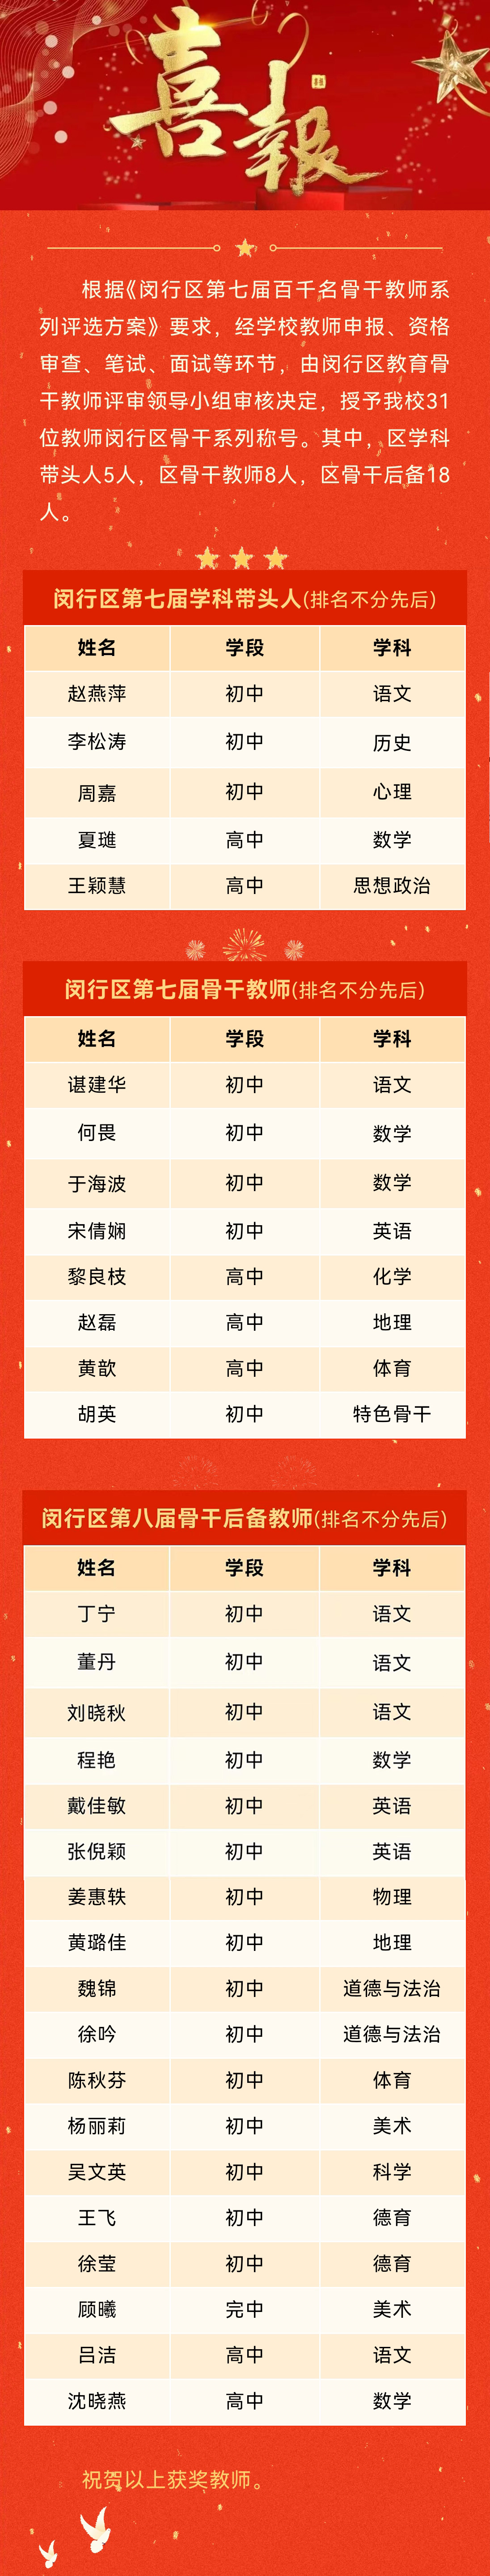 喜報
根据《闵行区第七届百千名骨干教师系
列评选方案》要求，经学校教师申报、资格
审查、笔试、面试等环节，由闵行区教育骨
干教师评审领导小组审核决定，授予我校31
位教师闵行区骨干系列称号。其中，区学科
带头人5人，区骨干教师8人，区骨干后备18
人。
闵行区第七届学科带头人(排名不分先后)
姓名 学段 学科
赵燕萍 初中 语文
李松涛 初中 历史
周嘉 初中 心理
夏琎 高中 数学
王颖慧 高中 思想政治
闵行区第七届骨干教师(排名不分先后)
姓名 学段 学科
谌建华 初中 语文
何畏 初中 数学
于海波 初中 数学
宋倩娴 初中 英语
黎良枝 高中 化学
赵磊 高中 地理
黄歆 高中 体育
胡英 初中 特色骨干
闵行区第八届骨干后备教师(排名不分先后)
姓名 学段 学科
丁宁 初中 语文
董丹 初中 语文
刘晓秋 初中 语文
程艳 初中 数学
戴佳敏 初中 英语
张倪颖 初中 英语
姜惠轶 初中 物理
黄璐佳 初中 地理
魏锦 初中 道德与法治
徐吟 初中 道德与法治
陈秋芬 初中 体育
杨丽莉 初中 美术
吴文英 初中 科学
王飞 初中 德育
徐莹 初中 德育
顾曦 完中 美术
吕洁 高中 语文
沈晓燕 高中 数学
祝贺以上获奖教师。